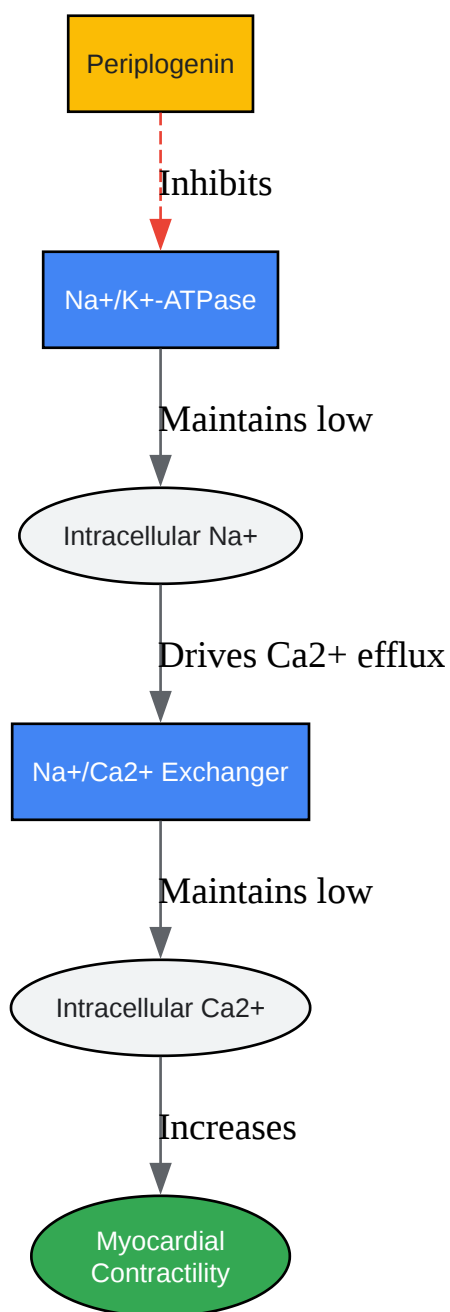 Periplogenin
Inhibits
Na+/K+-ATPase
Maintains low
Intracellular Na+
Drives Ca2+ efflux
Na+/Ca2+ Exchanger
Maintains low
Intracellular Ca2+
Increases
Myocardial
Contractility